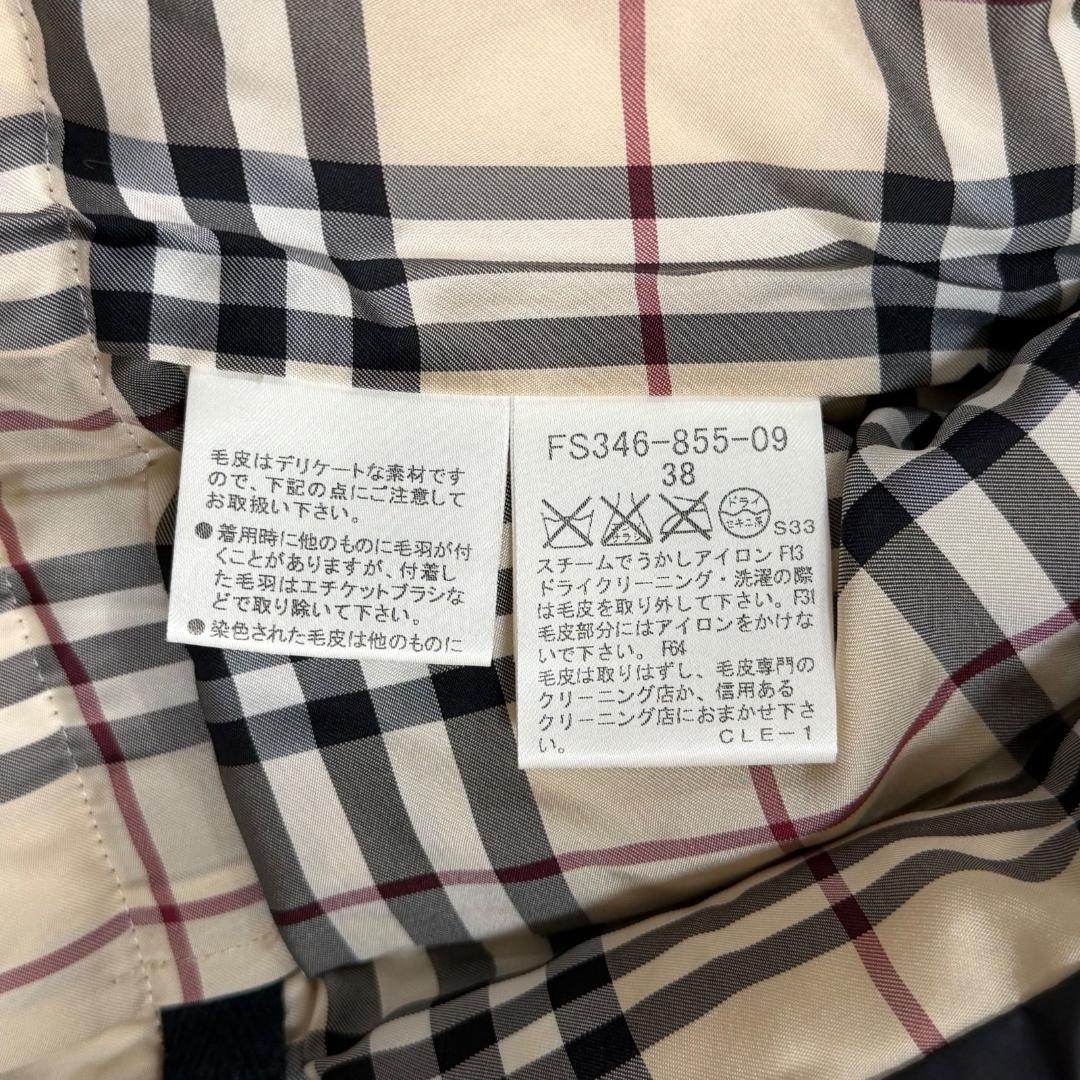 毛皮はデリケートな素材です
ので、下記の点にご注意して
お取扱い下さい。
●着用時に他のものに毛羽が付
くことがありますが、付着し
た毛羽はエチケットブラシな
どで取り除いて下さい。
●染色された毛皮は他のものに
FS346-855-09
38
エンソ
サラシ
ドライ
セキユ系
S33
スチームでうかしアイロン F13
ドライクリーニング・洗濯の際
は毛皮を取り外して下さい。F31
毛皮部分にはアイロンをかけな
いで下さい。 F64
毛皮は取りはずし、毛皮専門の
クリーニング店か、信用ある
クリーニング店におまかせ下さ
い。
CLE-1